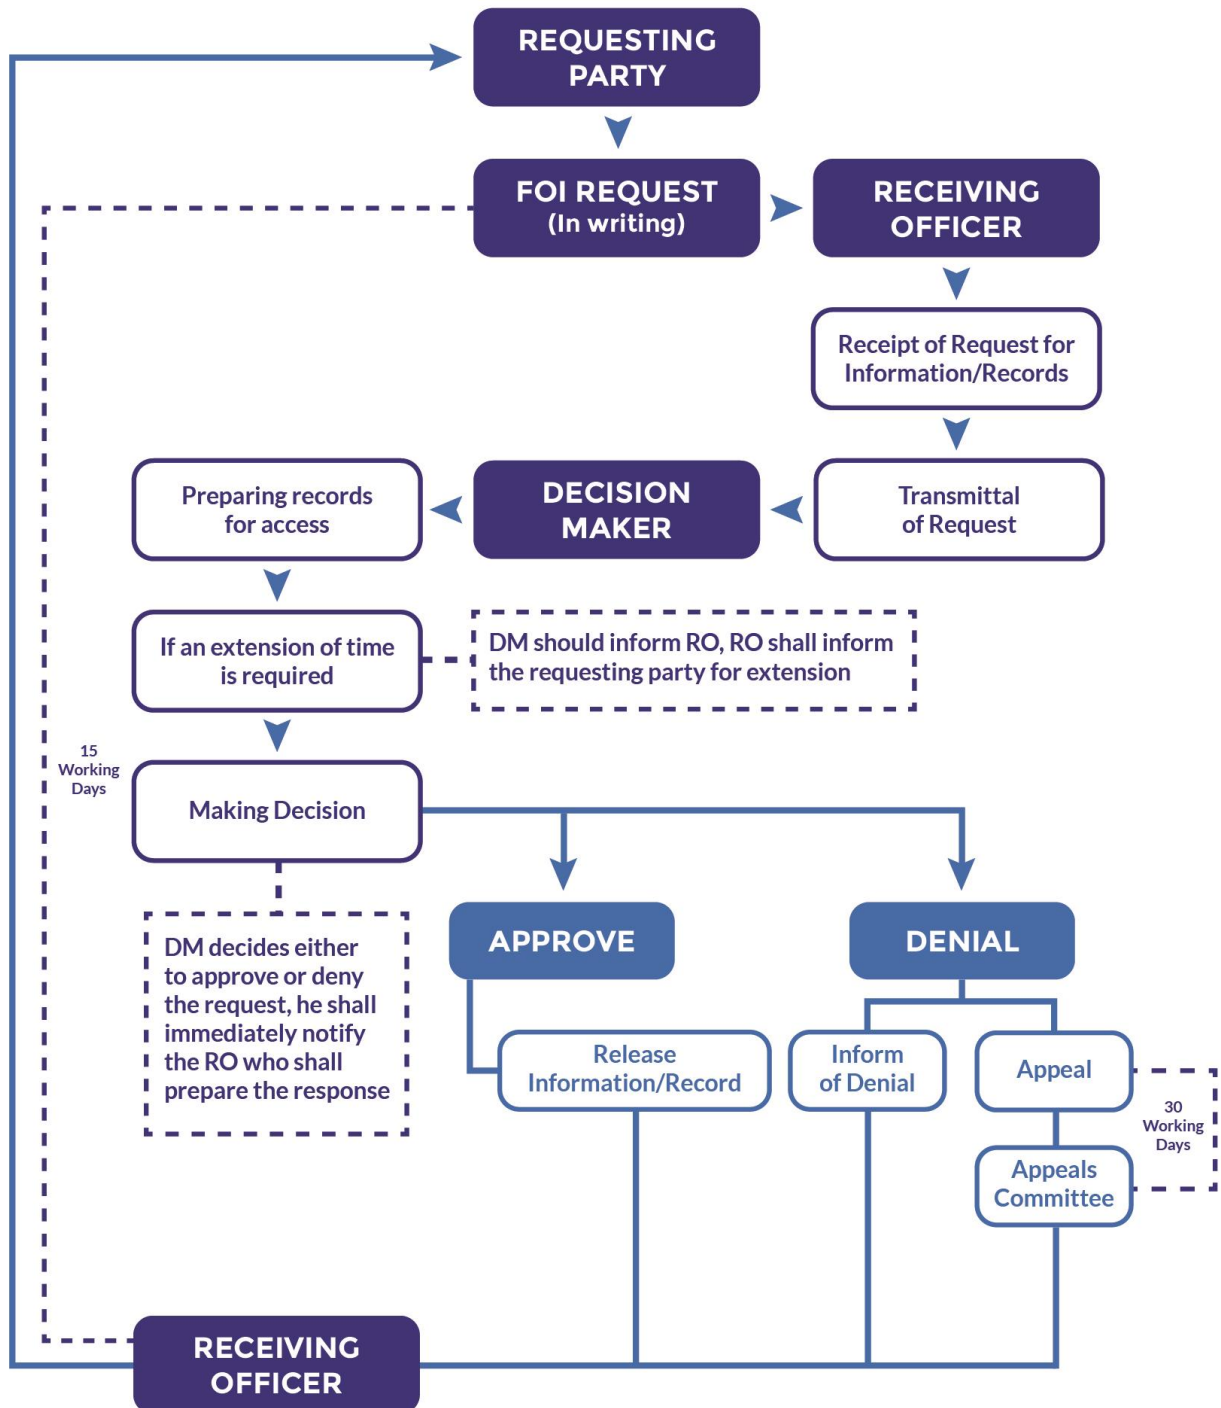 REQUESTING
PARTY
FOI REQUEST
(In writing)
RECEIVING
OFFICER
Receipt of Request for
Information/Records
Transmittal
of Request
DECISION
MAKER
Preparing records
for access
If an extension of time
is required
DM should inform RO, RO shall inform
the requesting party for extension
15
Working
Days
Making Decision
DM decides either
to approve or deny
the request, he shall
immediately notify
the RO who shall
prepare the response
APPROVE
DENIAL
Release
Information/Record
Inform
of Denial
Appeal
30
Working
Days
Appeals
Committee
RECEIVING
OFFICER